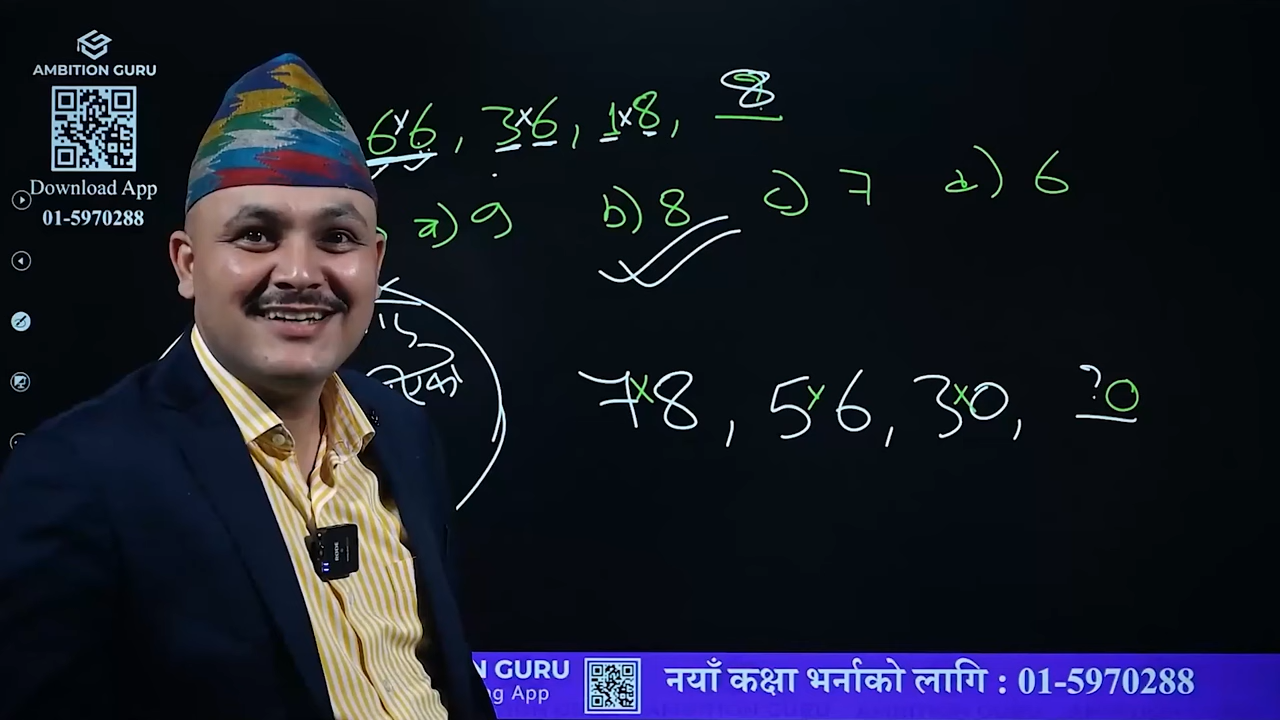 AMBITION GURU
Download App
01-5970288
6×6, 3×6, 1×8, 8
a) 9 b) 8 c) 7 d) 6
7×8, 5×6, 3×0, ?0
N GURU
ng App
नयाँ कक्षा भर्नाको लागि : 01-5970288